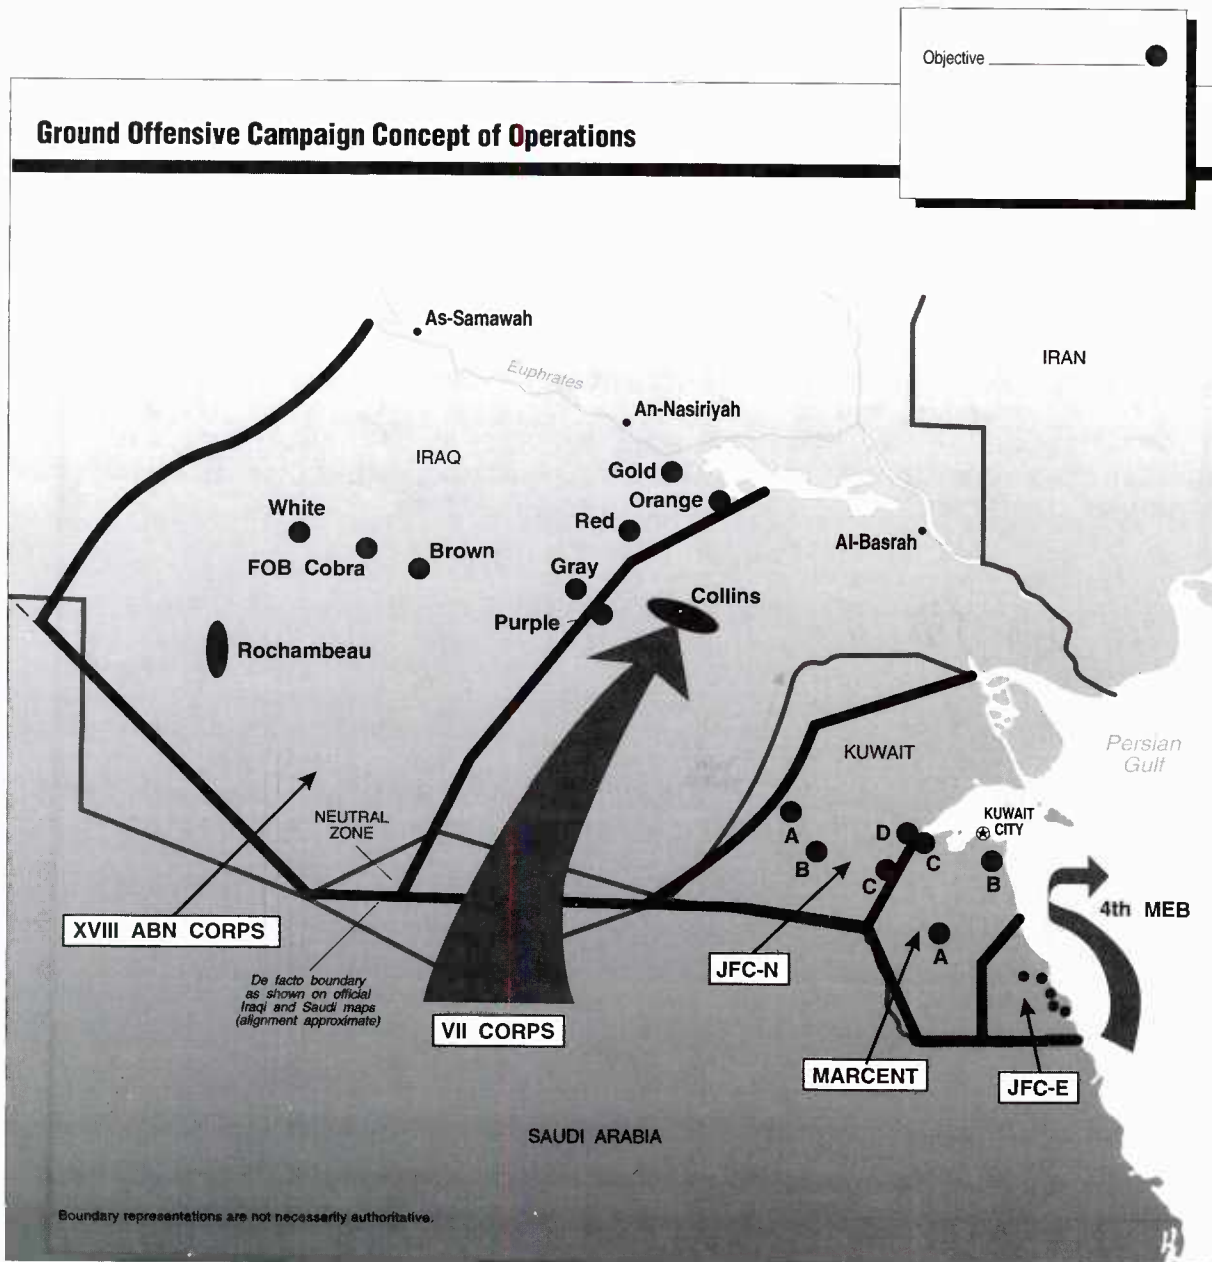 Objective
Ground Offensive Campaign Concept of Operations
As-Samawah
Euphrates
IRAN
An-Nasiriyah
IRAQ
Gold
Orange
White
Red
Al-Basrah
FOB Cobra
Brown
Gray
Collins
Purple
Rochambeau
Persian
Gulf
KUWAIT
NEUTRAL
ZONE
KUWAIT
CITY
A
D
C
B
C
B
4th MEB
XVIII ABN CORPS
A
JFC-N
De facto boundary
as shown on official
Iraqi and Saudi maps
(alignment approximate)
VII CORPS
MARCENT
JFC-E
SAUDI ARABIA
Boundary representations are not necessarily authoritative.